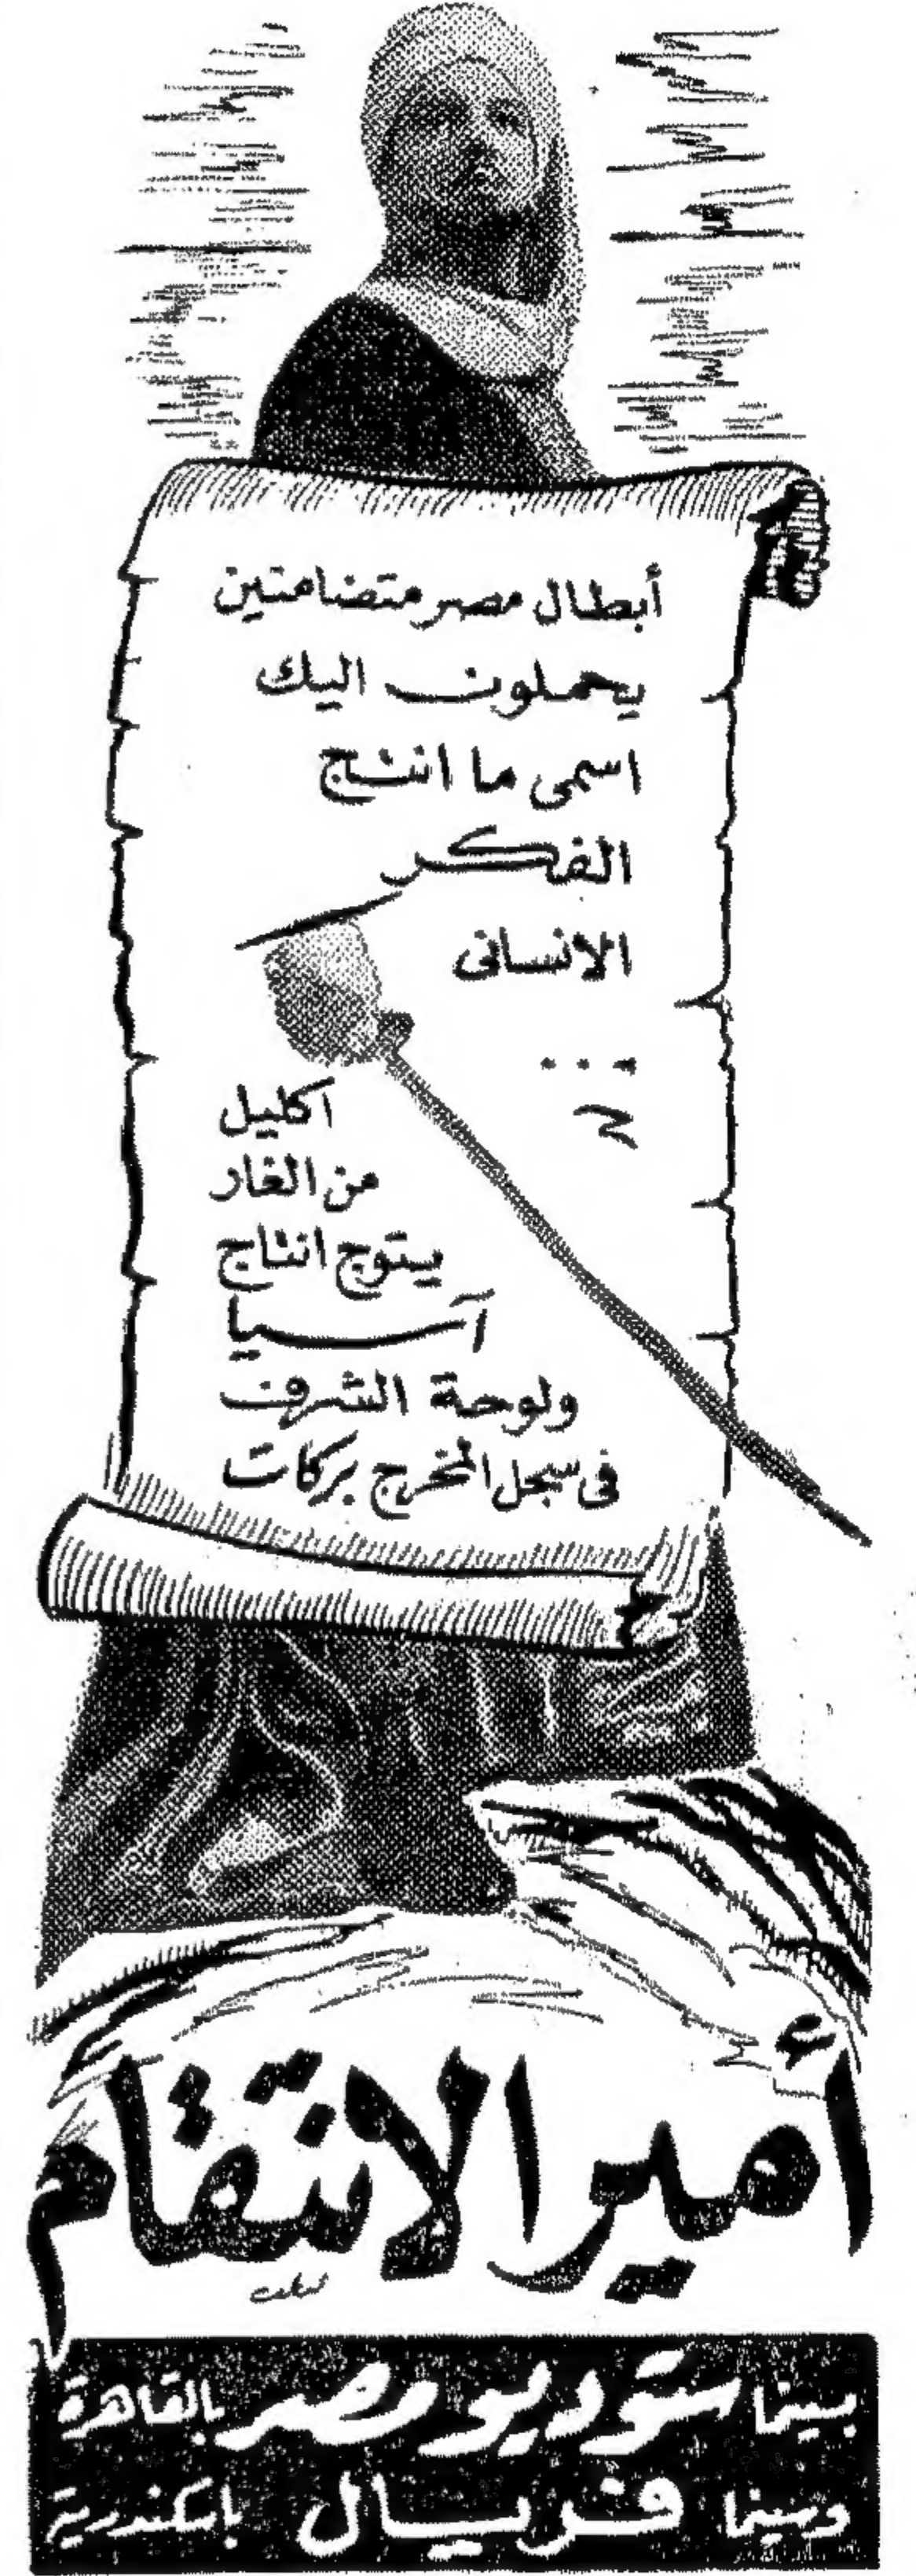 أبطال مصر متضامنين
يحملون اليك
اسمى ما انتج
الفكر
الانسانى
...
اكليل
من الغار
يتوج انتاج
آسيا
ولوحة الشرف
فى سجل المخرج بركات
أمير الانتقام
بسينما ستوديو مصر بالقاهرة
وسينما فريال باسكندرية